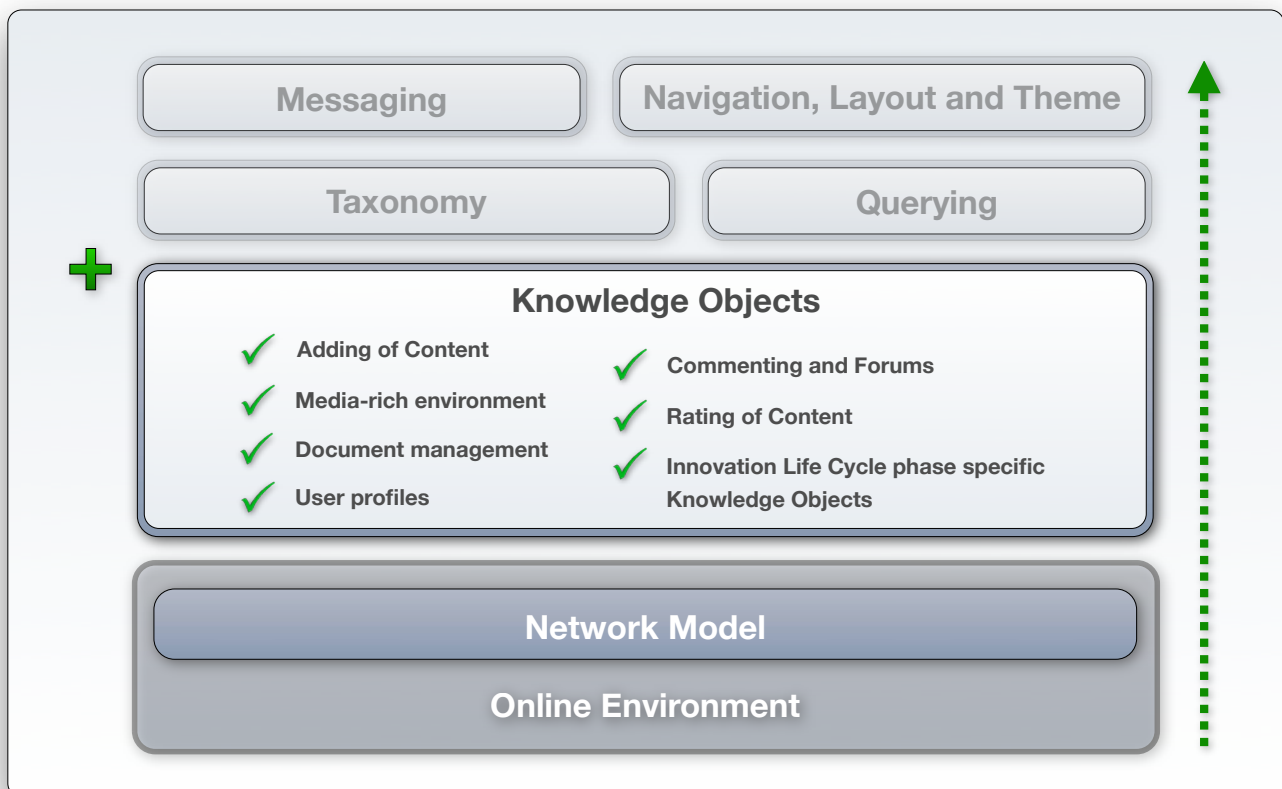 Messaging
Navigation, Layout and Theme
Taxonomy
Querying
Knowledge Objects
Adding of Content
Media-rich environment
Document management
User profiles
Commenting and Forums
Rating of Content
Innovation Life Cycle phase specific
Knowledge Objects
Network Model
Online Environment